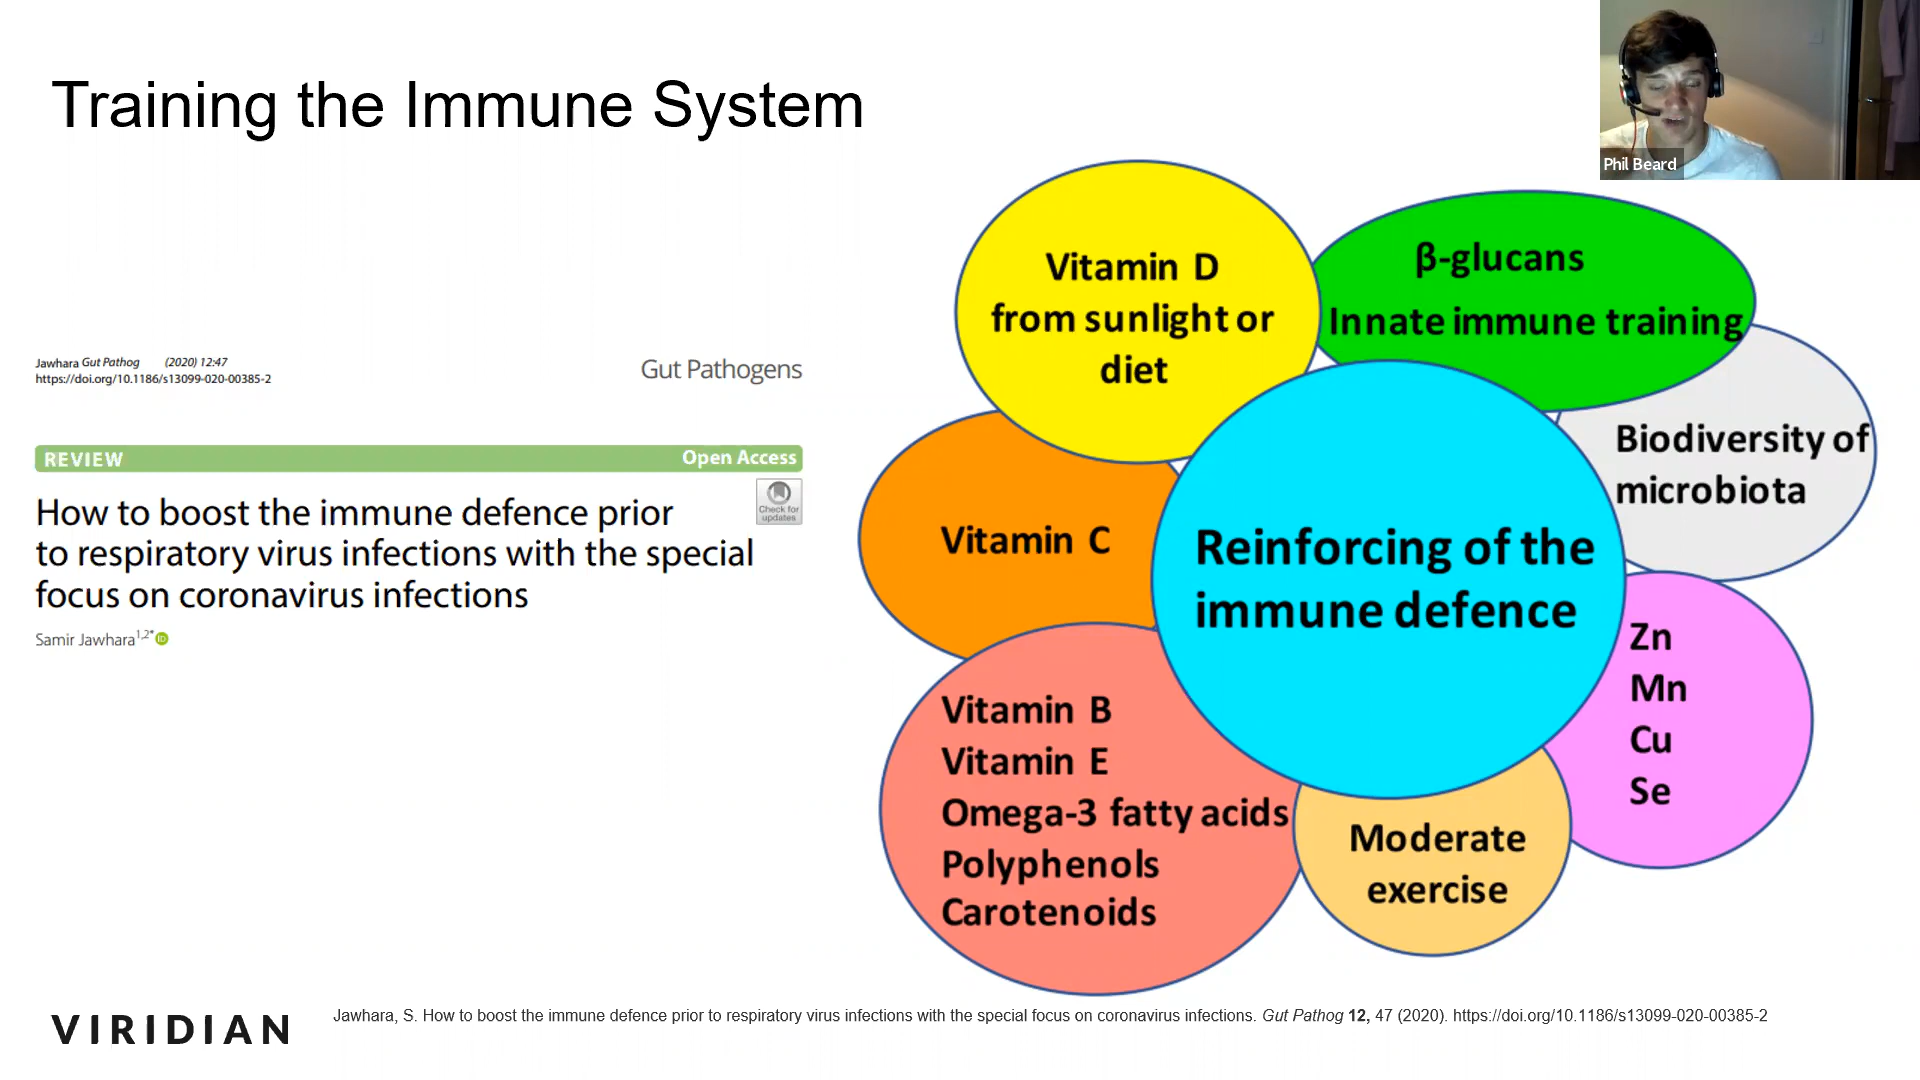 Training the Immune System
Phil Beard
Jawhara Gut Pathog (2020) 12:47
https://doi.org/10.1186/s13099-020-00385-2
Gut Pathogens
REVIEW
Open Access
How to boost the immune defence prior
to respiratory virus infections with the special
focus on coronavirus infections
Check for
updates
Samir Jawhara1,2*
iD
Vitamin D
from sunlight or
diet
β-glucans
Innate immune training
Biodiversity of
microbiota
Vitamin C
Reinforcing of the
immune defence
Zn
Mn
Cu
Se
Vitamin B
Vitamin E
Omega-3 fatty acids
Polyphenols
Carotenoids
Moderate
exercise
VIRIDIAN
Jawhara, S. How to boost the immune defence prior to respiratory virus infections with the special focus on coronavirus infections. Gut Pathog 12, 47 (2020). https://doi.org/10.1186/s13099-020-00385-2